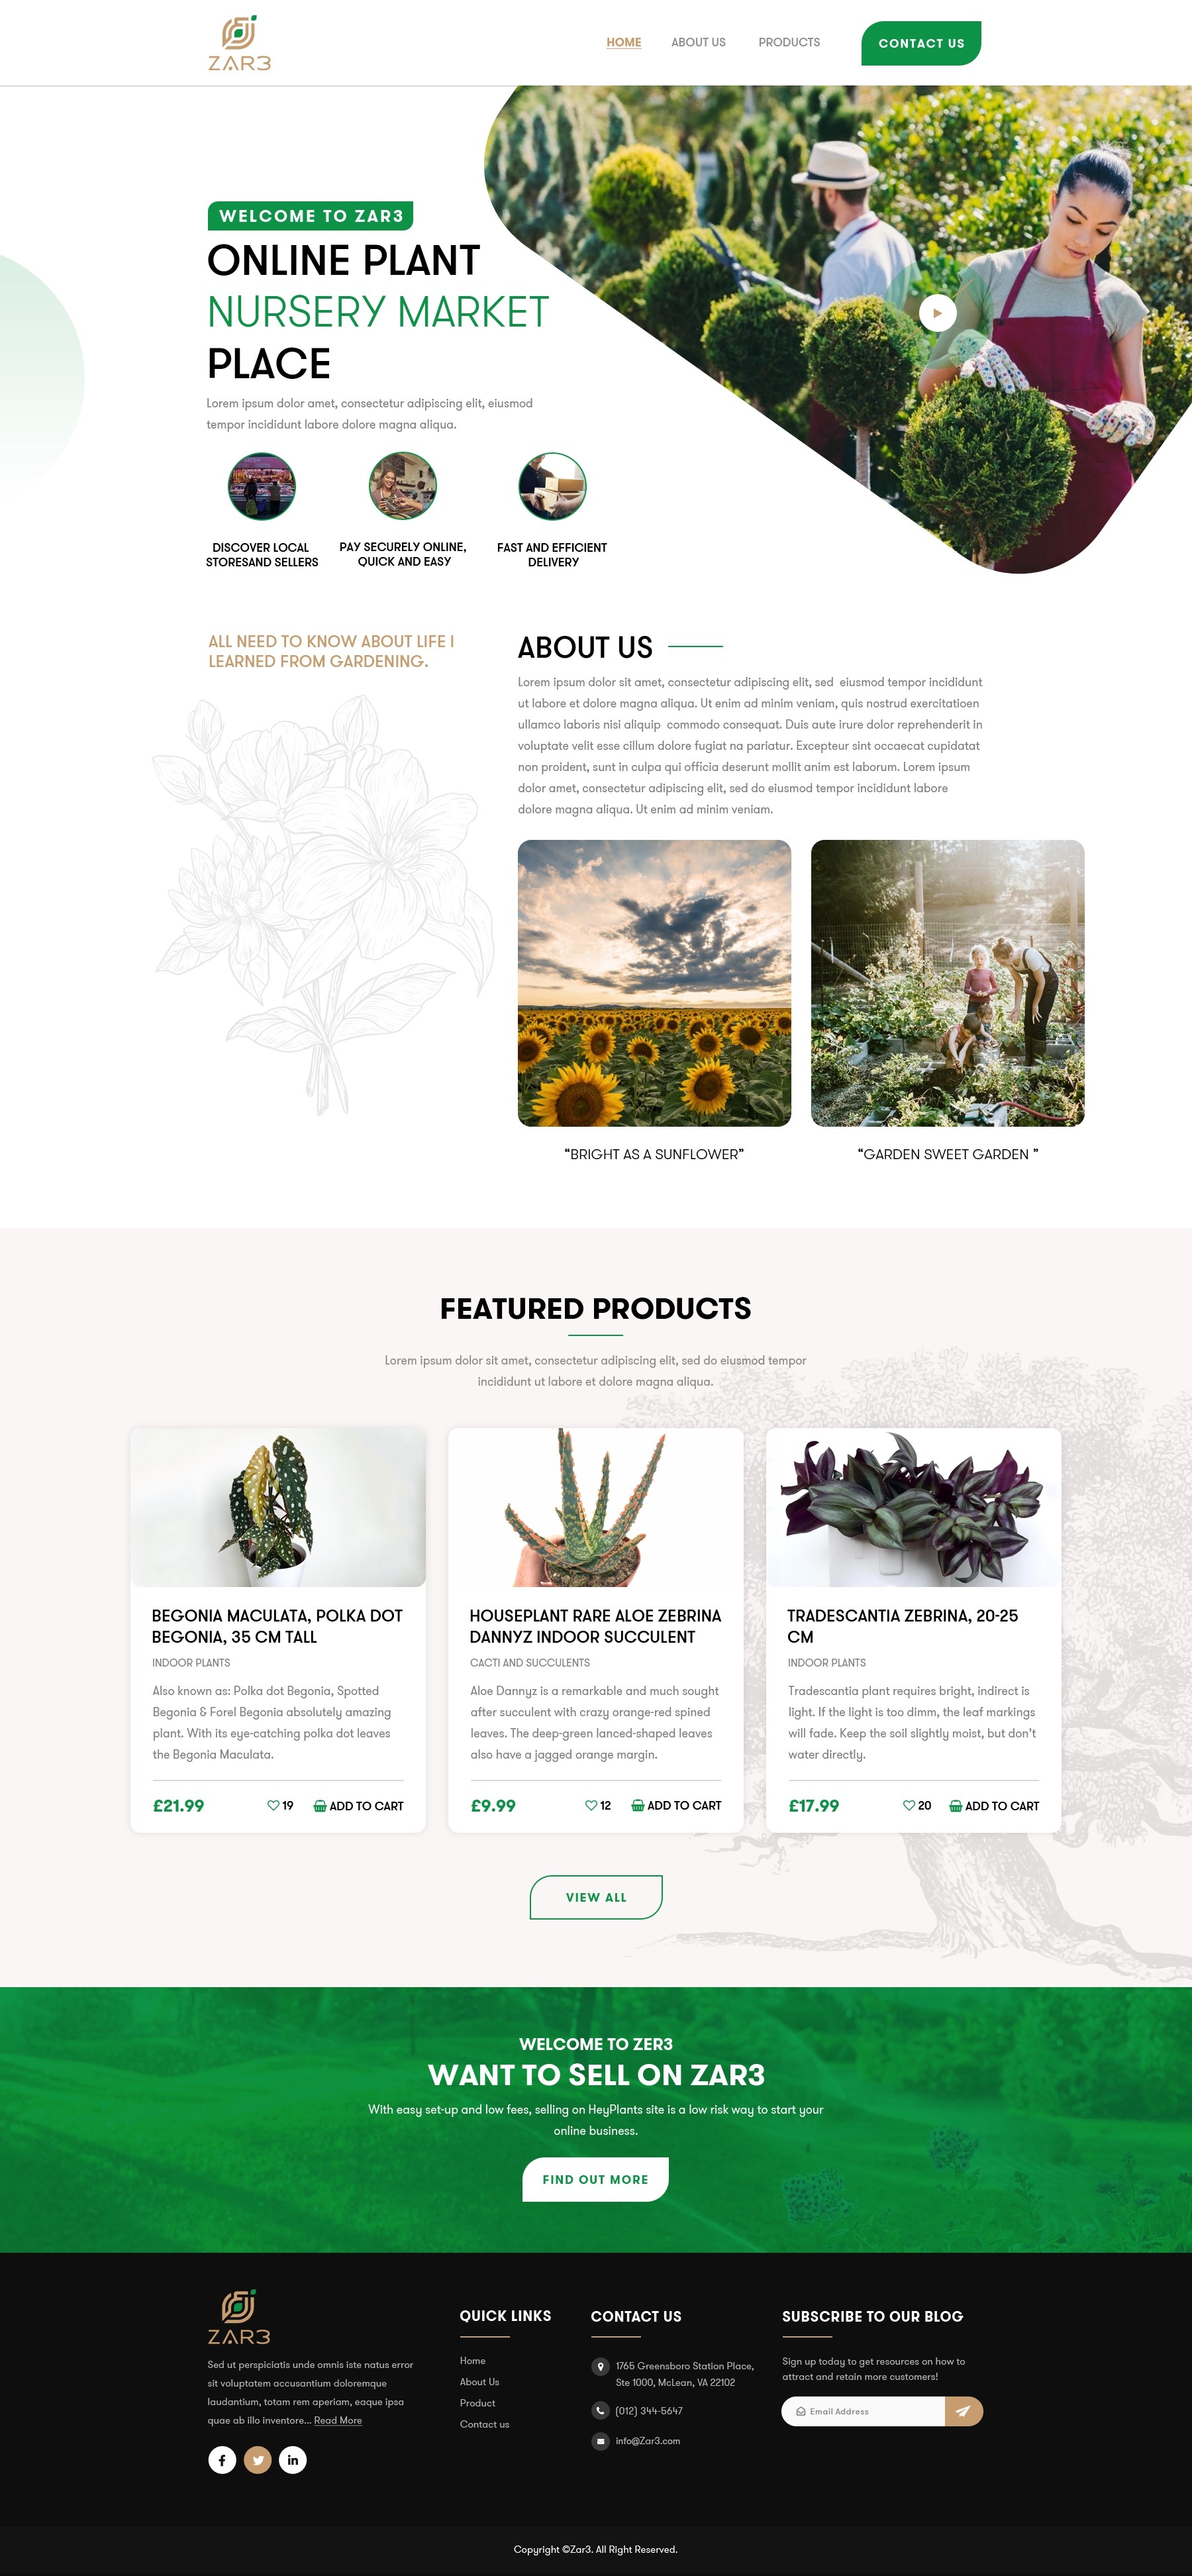 ZAR3
HOME
ABOUT US
PRODUCTS
CONTACT US
WELCOME TO ZAR3
ONLINE PLANT
NURSERY MARKET
PLACE
Lorem ipsum dolor amet, consectetur adipiscing elit, eiusmod
tempor incididunt labore dolore magna aliqua.
DISCOVER LOCAL
STORESAND SELLERS
PAY SECURELY ONLINE,
QUICK AND EASY
FAST AND EFFICIENT
DELIVERY
ALL NEED TO KNOW ABOUT LIFE I
LEARNED FROM GARDENING.
ABOUT US
Lorem ipsum dolor sit amet, consectetur adipiscing elit, sed eiusmod tempor incididunt
ut labore et dolore magna aliqua. Ut enim ad minim veniam, quis nostrud exercitatioen
ullamco laboris nisi aliquip commodo consequat. Duis aute irure dolor reprehenderit in
voluptate velit esse cillum dolore fugiat na pariatur. Excepteur sint occaecat cupidatat
non proident, sunt in culpa qui officia deserunt mollit anim est laborum. Lorem ipsum
dolor amet, consectetur adipiscing elit, sed do eiusmod tempor incididunt labore
dolore magna aliqua. Ut enim ad minim veniam.
“BRIGHT AS A SUNFLOWER”
“GARDEN SWEET GARDEN ”
FEATURED PRODUCTS
Lorem ipsum dolor sit amet, consectetur adipiscing elit, sed do eiusmod tempor
incididunt ut labore et dolore magna aliqua.
BEGONIA MACULATA, POLKA DOT
BEGONIA, 35 CM TALL
INDOOR PLANTS
Also known as: Polka dot Begonia, Spotted
Begonia & Forel Begonia absolutely amazing
plant. With its eye-catching polka dot leaves
the Begonia Maculata.
£21.99
19
ADD TO CART
HOUSEPLANT RARE ALOE ZEBRINA
DANNYZ INDOOR SUCCULENT
CACTI AND SUCCULENTS
Aloe Dannyz is a remarkable and much sought
after succulent with crazy orange-red spined
leaves. The deep-green lanced-shaped leaves
also have a jagged orange margin.
£9.99
12
ADD TO CART
TRADESCANTIA ZEBRINA, 20-25
CM
INDOOR PLANTS
Tradescantia plant requires bright, indirect is
light. If the light is too dimm, the leaf markings
will fade. Keep the soil slightly moist, but don’t
water directly.
£17.99
20
ADD TO CART
VIEW ALL
WELCOME TO ZER3
WANT TO SELL ON ZAR3
With easy set-up and low fees, selling on HeyPlants site is a low risk way to start your
online business.
FIND OUT MORE
ZAR3
Sed ut perspiciatis unde omnis iste natus error
sit voluptatem accusantium doloremque
laudantium, totam rem aperiam, eaque ipsa
quae ab illo inventore... Read More
QUICK LINKS
Home
About Us
Product
Contact us
CONTACT US
1765 Greensboro Station Place,
Ste 1000, McLean, VA 22102
(012) 344-5647
info@Zar3.com
SUBSCRIBE TO OUR BLOG
Sign up today to get resources on how to
attract and retain more customers!
Email Address
Copyright ©Zar3. All Right Reserved.